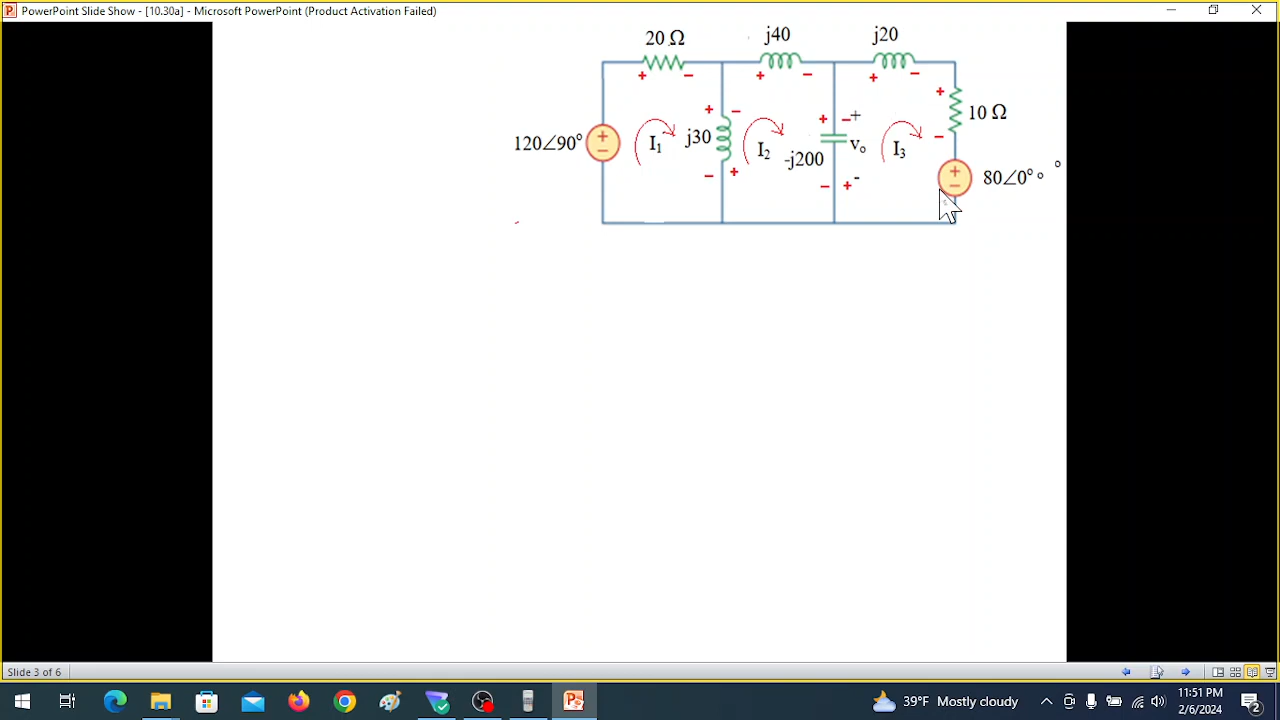 PowerPoint Slide Show - [10.30a] - Microsoft PowerPoint (Product Activation Failed)
20 Ω
j40
j20
10 Ω
120∠90°
I₁
j30
I₂
-j200
+
vₒ
-
I₃
80∠0°
Slide 3 of 6
39°F Mostly cloudy
11:51 PM
2/6/2024
2